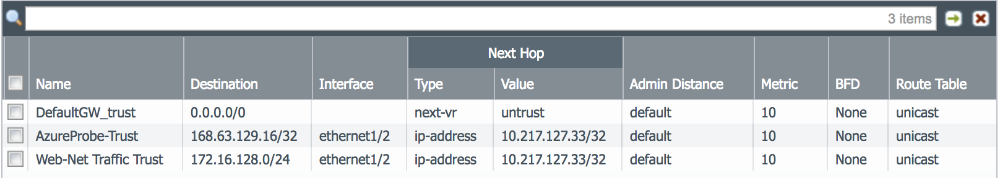 3 items
Next Hop
Name Destination Interface Type Value Admin Distance Metric BFD Route Table
DefaultGW_trust 0.0.0.0/0 next-vr untrust default 10 None unicast
AzureProbe-Trust 168.63.129.16/32 ethernet1/2 ip-address 10.217.127.33/32 default 10 None unicast
Web-Net Traffic Trust 172.16.128.0/24 ethernet1/2 ip-address 10.217.127.33/32 default 10 None unicast